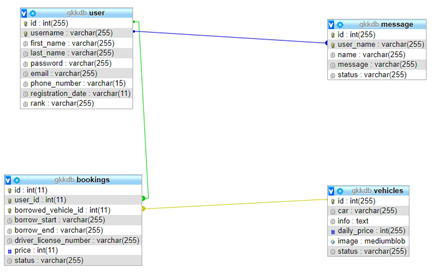 gkkdb user
id : int(255)
username : varchar(255)
first_name : varchar(255)
last_name : varchar(255)
password : varchar(255)
email : varchar(255)
phone_number : varchar(15)
registration_date : varchar(11)
rank : varchar(255)
gkkdb message
id : int(255)
user_name : varchar(255)
name : varchar(255)
message : varchar(255)
status : varchar(255)
gkkdb bookings
id : int(11)
user_id : int(11)
borrowed_vehicle_id : int(11)
borrow_start : varchar(255)
borrow_end : varchar(255)
driver_license_number : varchar(255)
price : int(11)
status : varchar(255)
gkkdb vehicles
id : int(255)
car : varchar(255)
info : text
daily_price : int(255)
image : mediumblob
status : varchar(255)